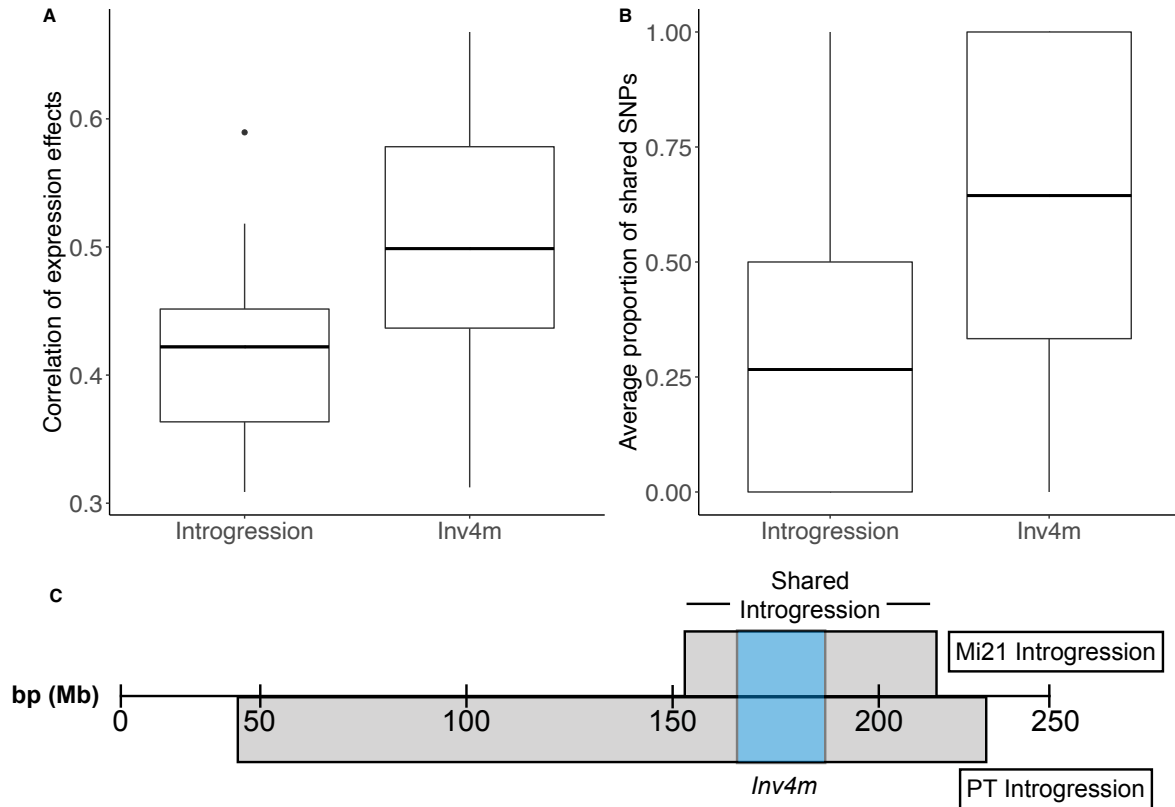 A
Correlation of expression effects
0.6
0.5
0.4
0.3
Introgression
Inv4m
B
Average proportion of shared SNPs
1.00
0.75
0.50
0.25
0.00
Introgression
Inv4m
C
Shared
Introgression
Mi21 Introgression
bp (Mb)
0
50
100
150
200
250
Inv4m
PT Introgression